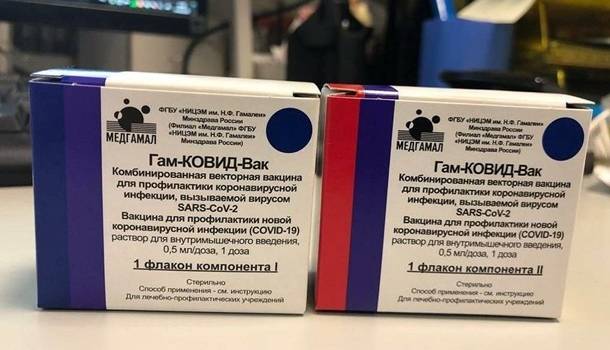 ФГБУ «НИЦЭМ им. Н.Ф. Гамалеи»
Минздрава России
(Филиал «Медгамал» ФГБУ
«НИЦЭМ им. Н.Ф. Гамалеи»
Минздрава России)
МЕДГАМАЛ
Гам-КОВИД-Вак
Комбинированная векторная вакцина
для профилактики коронавирусной
инфекции, вызываемой вирусом
SARS-CoV-2
Вакцина для профилактики новой
коронавирусной инфекции (COVID-19)
раствор для внутримышечного введения,
0,5 мл/доза, 1 доза
1 флакон компонента I
Стерильно
Способ применения - см. инструкцию
Для лечебно-профилактических учреждений
ФГБУ «НИЦЭМ им. Н.Ф. Гамалеи»
Минздрава России
(Филиал «Медгамал» ФГБУ
«НИЦЭМ им. Н.Ф. Гамалеи»
Минздрава России)
МЕДГАМАЛ
Гам-КОВИД-Вак
Комбинированная векторная вакцина
для профилактики коронавирусной
инфекции, вызываемой вирусом
SARS-CoV-2
Вакцина для профилактики новой
коронавирусной инфекции (COVID-19)
раствор для внутримышечного введения,
0,5 мл/доза, 1 доза
1 флакон компонента II
Стерильно
Способ применения - см. инструкцию
Для лечебно-профилактических учреждений